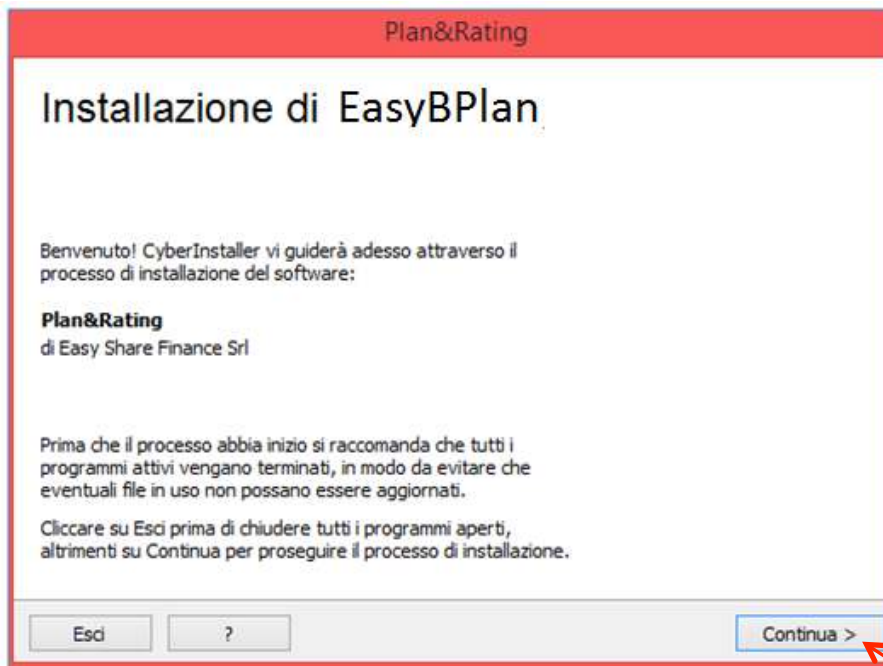 Plan&Rating
Installazione di EasyBPlan
Benvenuto! CyberInstaller vi guiderà adesso attraverso il
processo di installazione del software:
Plan&Rating
di Easy Share Finance Srl
Prima che il processo abbia inizio si raccomanda che tutti i
programmi attivi vengano terminati, in modo da evitare che
eventuali file in uso non possano essere aggiornati.
Cliccare su Esci prima di chiudere tutti i programmi aperti,
altrimenti su Continua per proseguire il processo di installazione.
Esci
?
Continua >